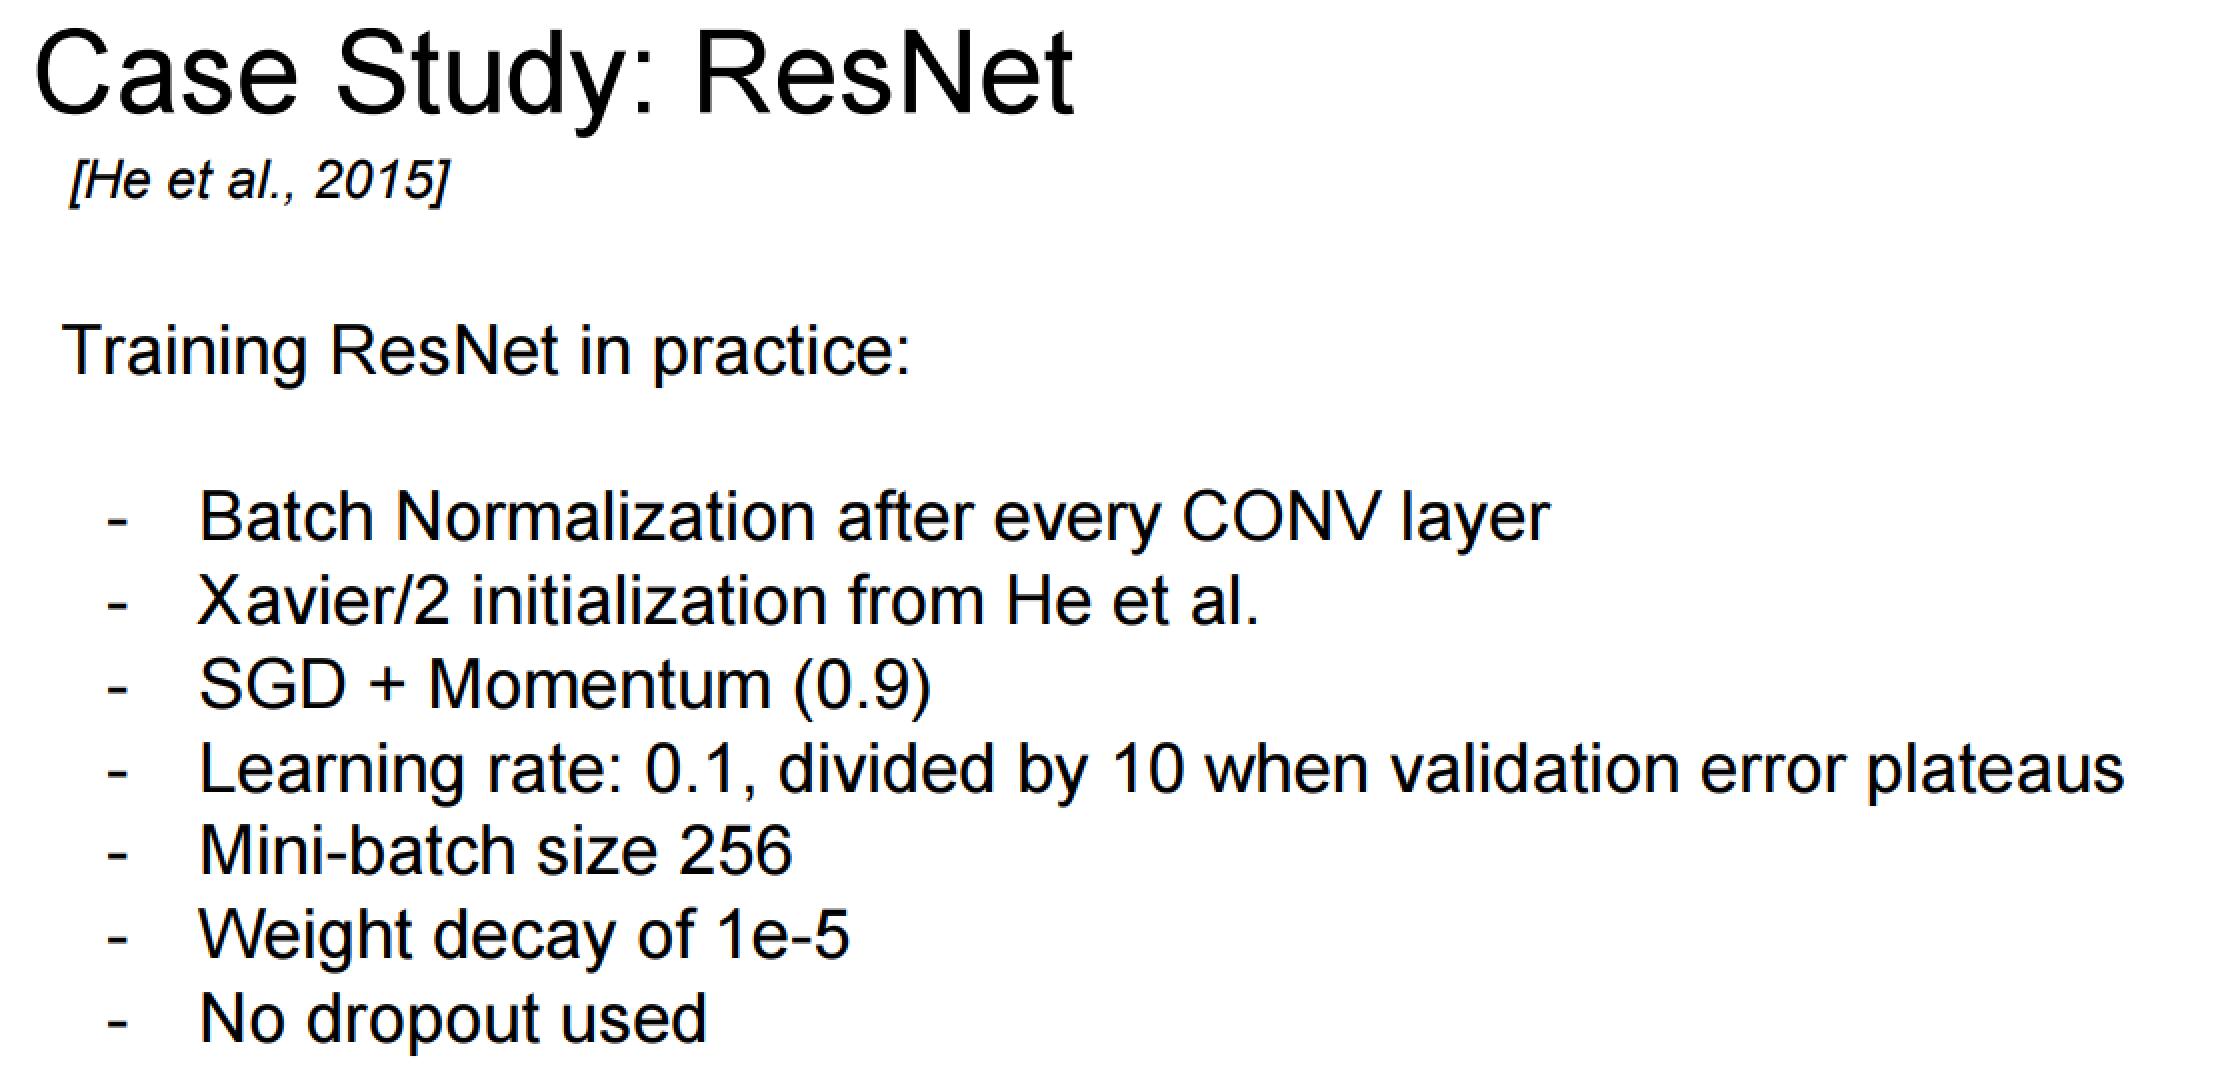 Case Study: ResNet
[He et al., 2015]
Training ResNet in practice:
- Batch Normalization after every CONV layer
- Xavier/2 initialization from He et al.
- SGD + Momentum (0.9)
- Learning rate: 0.1, divided by 10 when validation error plateaus
- Mini-batch size 256
- Weight decay of 1e-5
- No dropout used